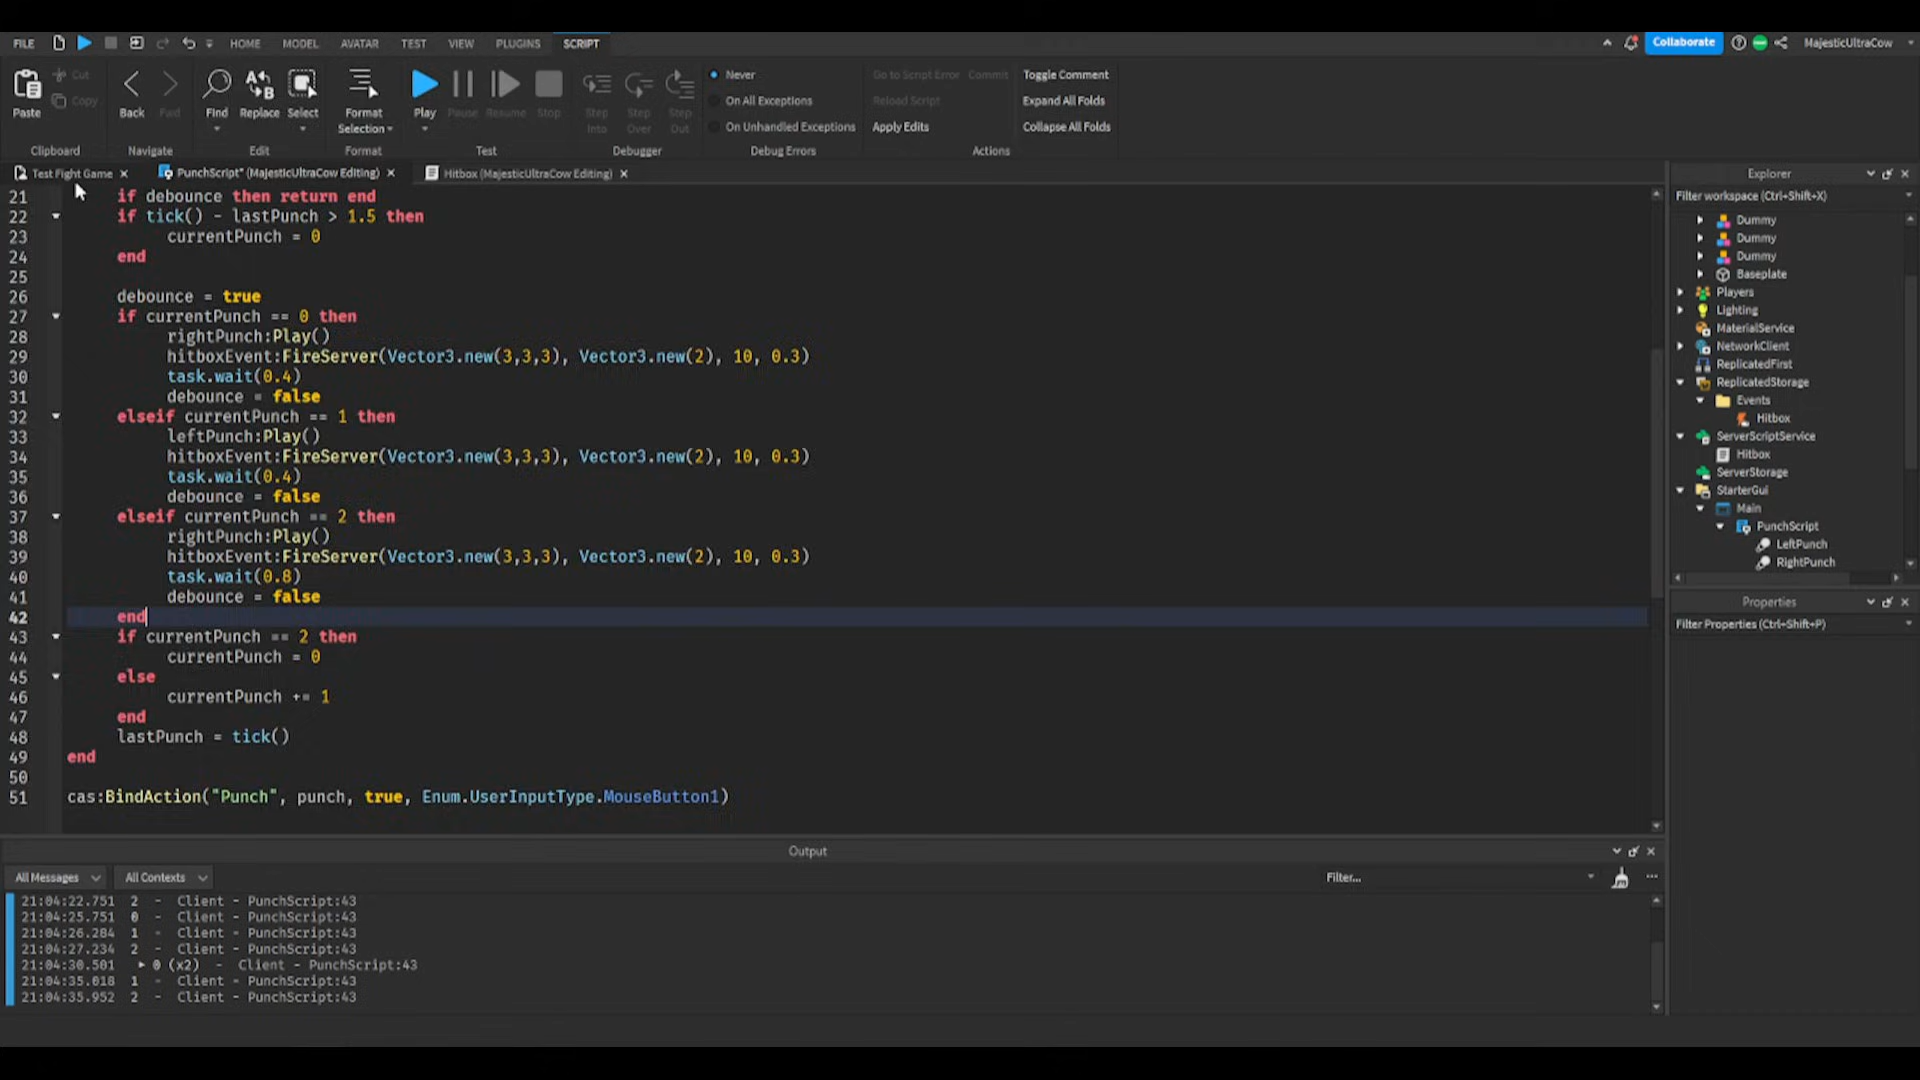 FILE HOME MODEL AVATAR TEST VIEW PLUGINS SCRIPT Collaborate MajesticUltraCow
Paste Cut Copy Back Fwd Find Replace Select Format Selection Play Pause Resume Stop Step Into Step Over Step Out
Never Go to Script Error Commit Toggle Comment
On All Exceptions Reload Script Expand All Folds
On Unhandled Exceptions Apply Edits Collapse All Folds
Clipboard Navigate Edit Format Test Debugger Debug Errors Actions
Test Fight Game PunchScript* (MajesticUltraCow Editing) Hitbox (MajesticUltraCow Editing)
21 if debounce then return end
22 if tick() - lastPunch > 1.5 then
23 currentPunch = 0
24 end
25
26 debounce = true
27 if currentPunch == 0 then
28 rightPunch:Play()
29 hitboxEvent:FireServer(Vector3.new(3,3,3), Vector3.new(2), 10, 0.3)
30 task.wait(0.4)
31 debounce = false
32 elseif currentPunch == 1 then
33 leftPunch:Play()
34 hitboxEvent:FireServer(Vector3.new(3,3,3), Vector3.new(2), 10, 0.3)
35 task.wait(0.4)
36 debounce = false
37 elseif currentPunch == 2 then
38 rightPunch:Play()
39 hitboxEvent:FireServer(Vector3.new(3,3,3), Vector3.new(2), 10, 0.3)
40 task.wait(0.8)
41 debounce = false
42 end
43 if currentPunch == 2 then
44 currentPunch = 0
45 else
46 currentPunch += 1
47 end
48 lastPunch = tick()
49 end
50
51 cas:BindAction("Punch", punch, true, Enum.UserInputType.MouseButton1)
Output
All Messages All Contexts Filter...
21:04:22.751 2 - Client - PunchScript:43
21:04:25.751 0 - Client - PunchScript:43
21:04:26.284 1 - Client - PunchScript:43
21:04:27.234 2 - Client - PunchScript:43
21:04:30.501 0 (x2) - Client - PunchScript:43
21:04:35.018 1 - Client - PunchScript:43
21:04:35.952 2 - Client - PunchScript:43
Explorer
Filter workspace (Ctrl+Shift+X)
Dummy
Dummy
Dummy
Baseplate
Players
Lighting
MaterialService
NetworkClient
ReplicatedFirst
ReplicatedStorage
Events
Hitbox
ServerScriptService
Hitbox
ServerStorage
StarterGui
Main
PunchScript
LeftPunch
RightPunch
Properties
Filter Properties (Ctrl+Shift+P)